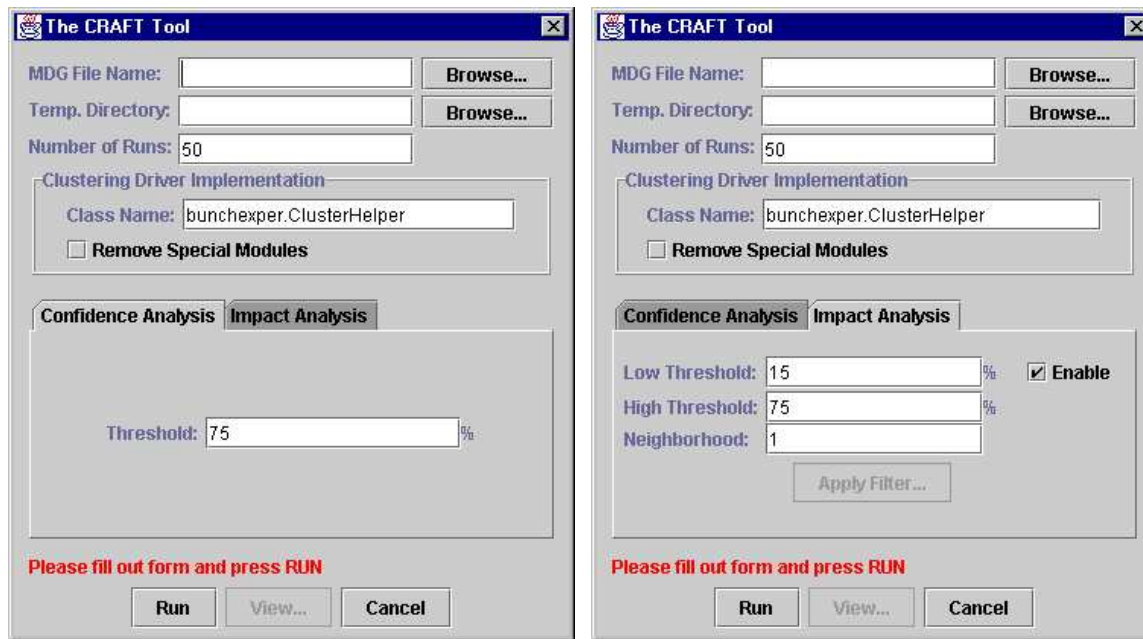 The CRAFT Tool
MDG File Name: Browse...
Temp. Directory: Browse...
Number of Runs: 50
Clustering Driver Implementation
Class Name: bunchexper.ClusterHelper
Remove Special Modules
Confidence Analysis Impact Analysis
Threshold: 75 %
Please fill out form and press RUN
Run View... Cancel
The CRAFT Tool
MDG File Name: Browse...
Temp. Directory: Browse...
Number of Runs: 50
Clustering Driver Implementation
Class Name: bunchexper.ClusterHelper
Remove Special Modules
Confidence Analysis Impact Analysis
Low Threshold: 15 % Enable
High Threshold: 75 %
Neighborhood: 1
Apply Filter...
Please fill out form and press RUN
Run View... Cancel